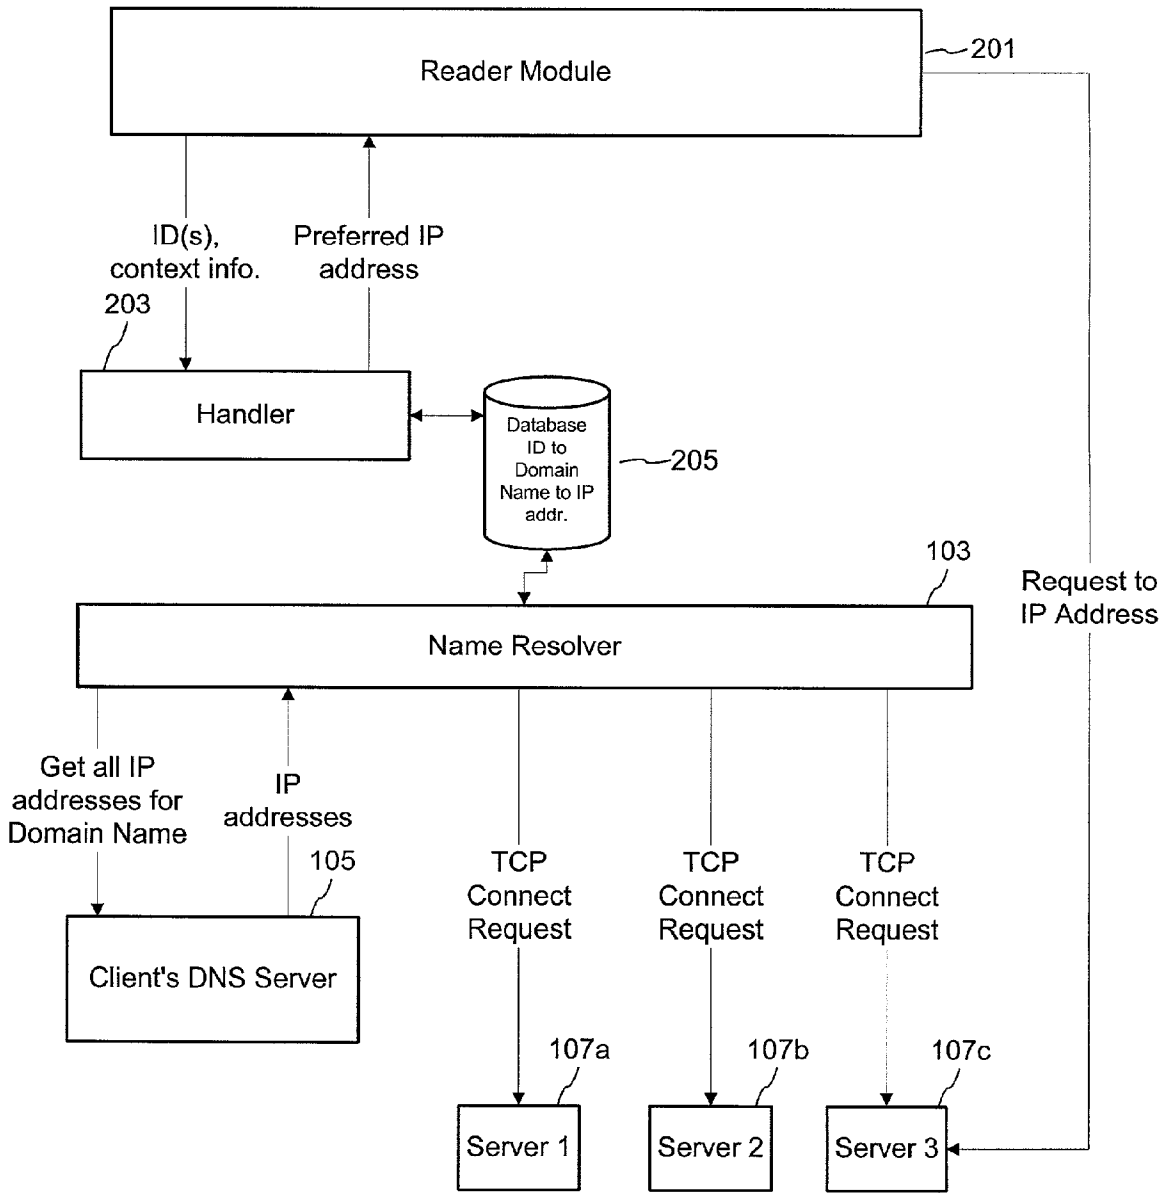 Reader Module
201
ID(s),
context info.
Preferred IP
address
203
Handler
Database
ID to
Domain
Name to IP
addr.
205
103
Request to
IP Address
Name Resolver
Get all IP
addresses for
Domain Name
IP
addresses
105
Client's DNS Server
TCP
Connect
Request
TCP
Connect
Request
TCP
Connect
Request
107a
107b
107c
Server 1
Server 2
Server 3